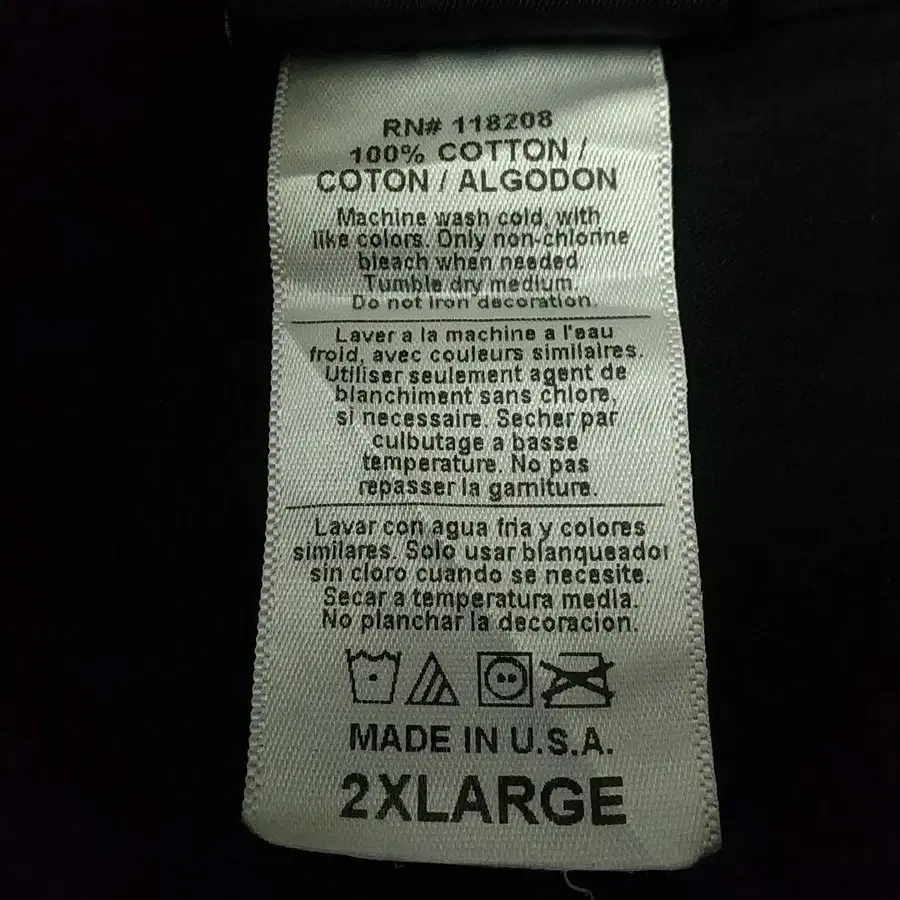 RN# 118208
100% COTTON /
COTON / ALGODON
Machine wash cold, with
like colors. Only non-chlorine
bleach when needed.
Tumble dry medium.
Do not iron decoration.
Laver a la machine a l'eau
froid, avec couleurs similaires.
Utiliser seulement agent de
blanchiment sans chlore,
si necessaire. Secher par
culbutage a basse
temperature. No pas
repasser la garniture.
Lavar con agua fria y colores
similares. Solo usar blanqueador
sin cloro cuando se necesite.
Secar a temperatura media.
No planchar la decoracion.
MADE IN U.S.A.
2XLARGE